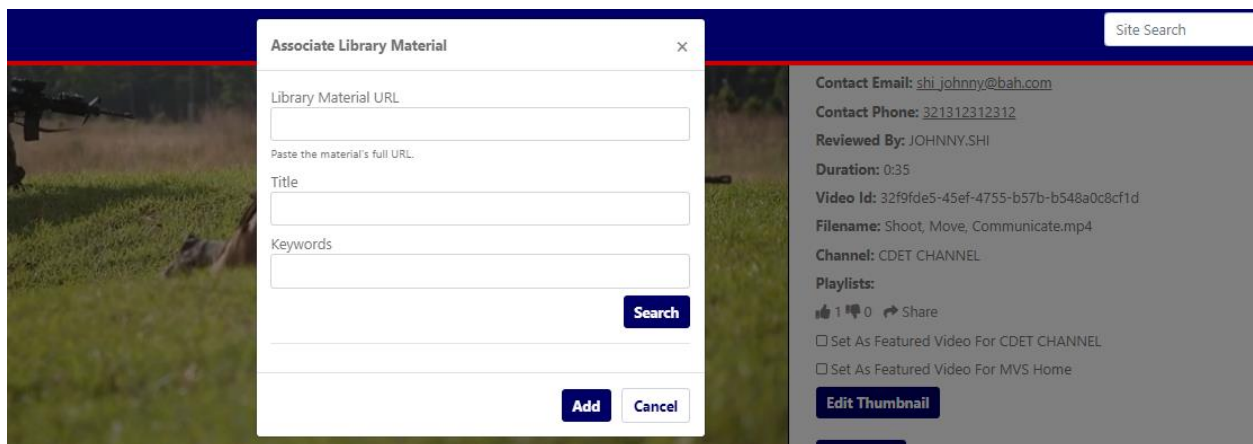 Site Search
Associate Library Material
×
Library Material URL
Paste the material's full URL.
Title
Keywords
Search
Add Cancel
Contact Email: shi_johnny@bah.com
Contact Phone: 321312312312
Reviewed By: JOHNNY.SHI
Duration: 0:35
Video Id: 32f9fde5-45ef-4755-b57b-b548a0c8cf1d
Filename: Shoot, Move, Communicate.mp4
Channel: CDET CHANNEL
Playlists:
1 0 Share
Set As Featured Video For CDET CHANNEL
Set As Featured Video For MVS Home
Edit Thumbnail